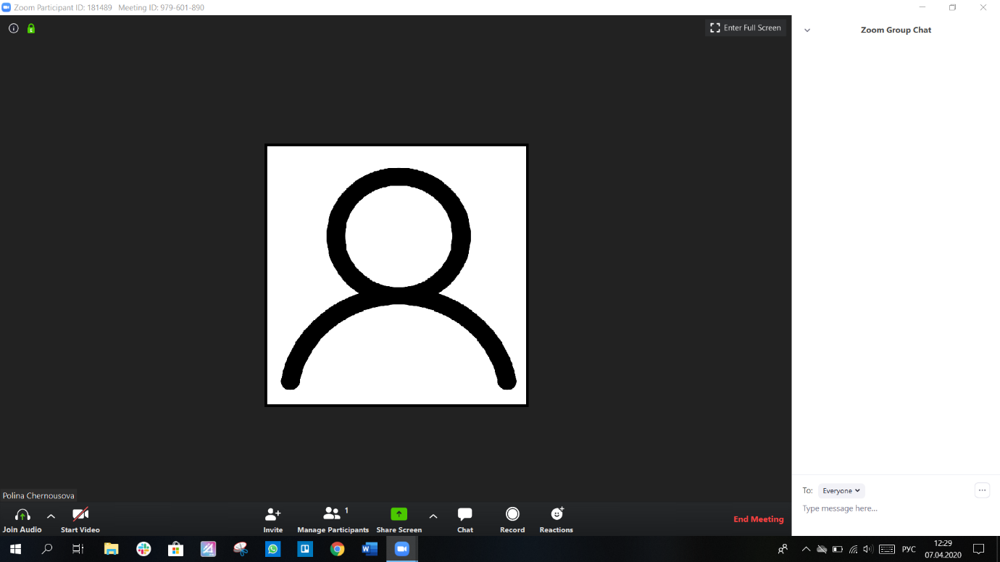 Zoom Participant ID: 181489 Meeting ID: 979-601-890
Enter Full Screen
Zoom Group Chat
Polina Chernousova
Join Audio
Start Video
Invite
1
Manage Participants
Share Screen
Chat
Record
Reactions
End Meeting
To: Everyone
Type message here...
РУС
12:29
07.04.2020